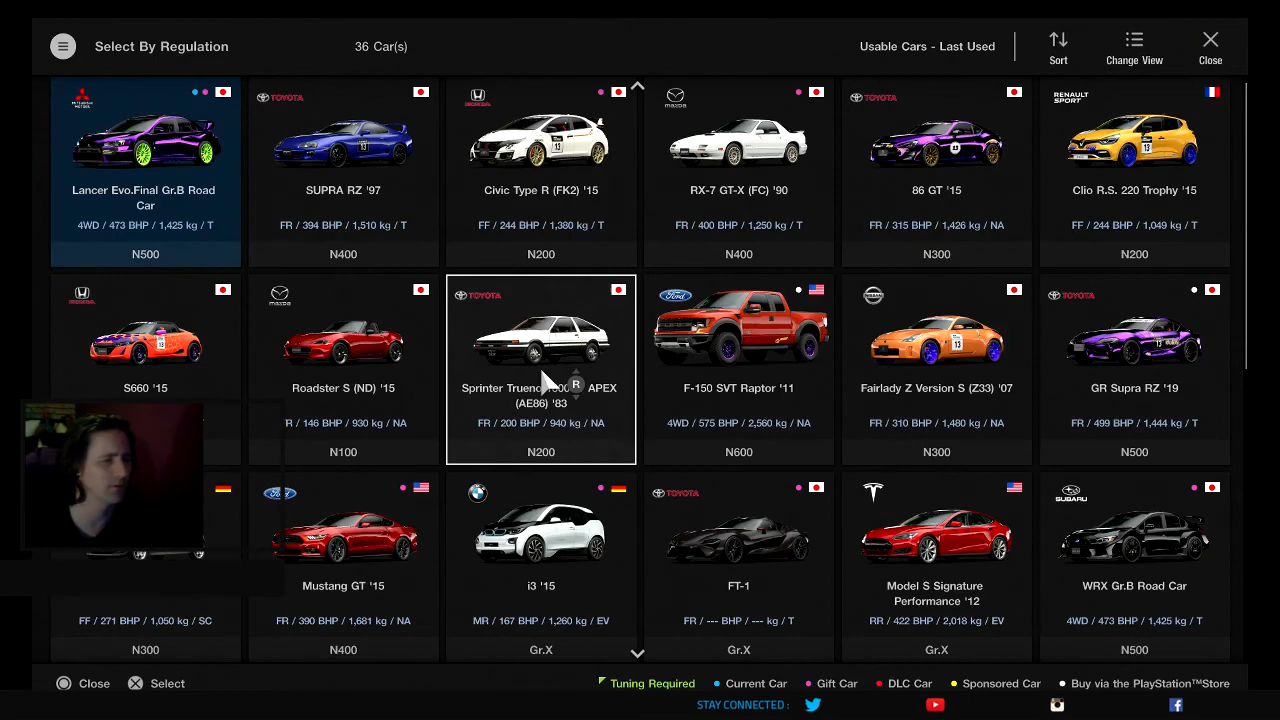 Select By Regulation
36 Car(s)
Usable Cars - Last Used
Sort
Change View
Close
MITSUBISHI MOTORS
TOYOTA
HONDA
mazda
TOYOTA
RENAULT SPORT
Lancer Evo.Final Gr.B Road Car
SUPRA RZ '97
Civic Type R (FK2) '15
RX-7 GT-X (FC) '90
86 GT '15
Clio R.S. 220 Trophy '15
4WD / 473 BHP / 1,425 kg / T
FR / 394 BHP / 1,510 kg / T
FF / 244 BHP / 1,380 kg / T
FR / 400 BHP / 1,250 kg / T
FR / 315 BHP / 1,426 kg / NA
FF / 244 BHP / 1,049 kg / T
N500
N400
N200
N400
N300
N200
HONDA
mazda
TOYOTA
Ford
NISSAN
TOYOTA
S660 '15
Roadster S (ND) '15
Sprinter Trueno APEX
(AE86) '83
R
F-150 SVT Raptor '11
Fairlady Z Version S (Z33) '07
GR Supra RZ '19
R / 146 BHP / 930 kg / NA
FR / 200 BHP / 940 kg / NA
4WD / 575 BHP / 2,560 kg / NA
FR / 310 BHP / 1,480 kg / NA
FR / 499 BHP / 1,444 kg / T
N100
N200
N600
N300
N500
Ford
BMW
TOYOTA
SUBARU
Mustang GT '15
i3 '15
FT-1
Model S Signature
Performance '12
WRX Gr.B Road Car
FF / 271 BHP / 1,050 kg / SC
FR / 390 BHP / 1,681 kg / NA
MR / 167 BHP / 1,260 kg / EV
FR / --- BHP / --- kg / T
RR / 422 BHP / 2,018 kg / EV
4WD / 473 BHP / 1,425 kg / T
N300
N400
Gr.X
Gr.X
Gr.X
N500
Close
Select
Tuning Required
Current Car
Gift Car
DLC Car
Sponsored Car
Buy via the PlayStation™Store
STAY CONNECTED :